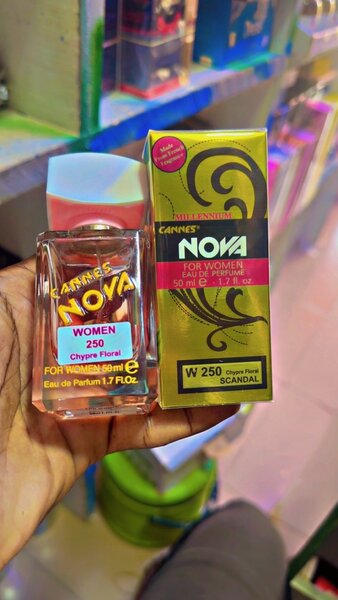 CANNES
NOVA
WOMEN
250
Chypre Floral
FOR WOMEN 50ml e
Eau de Parfum 1.7 Fl.Oz.
Made
From French
Fragrance
MILLENNIUM
CANNES®
NOVA
FOR WOMEN
EAU DE PERFUME
50 ml e - 1.7 fl. oz.
W 250 Chypre Floral
SCANDAL